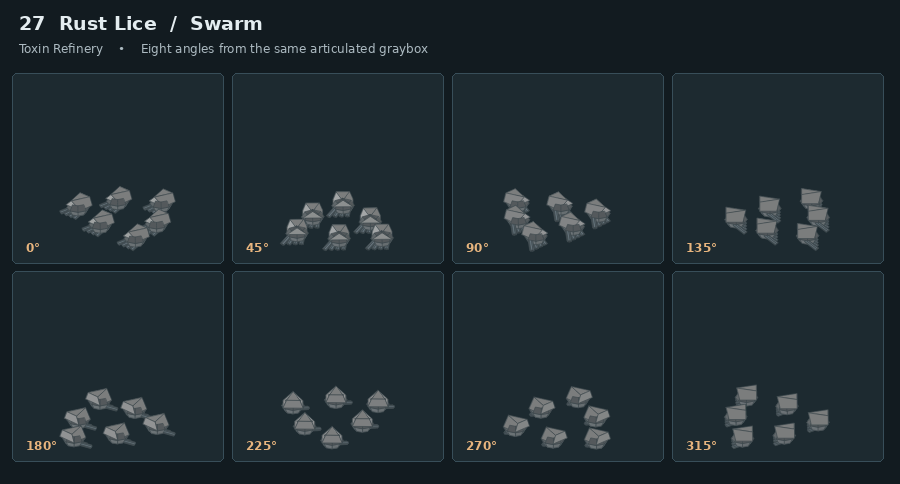 27 Rust Lice / Swarm
Toxin Refinery • Eight angles from the same articulated graybox
0° 45° 90° 135°
180° 225° 270° 315°